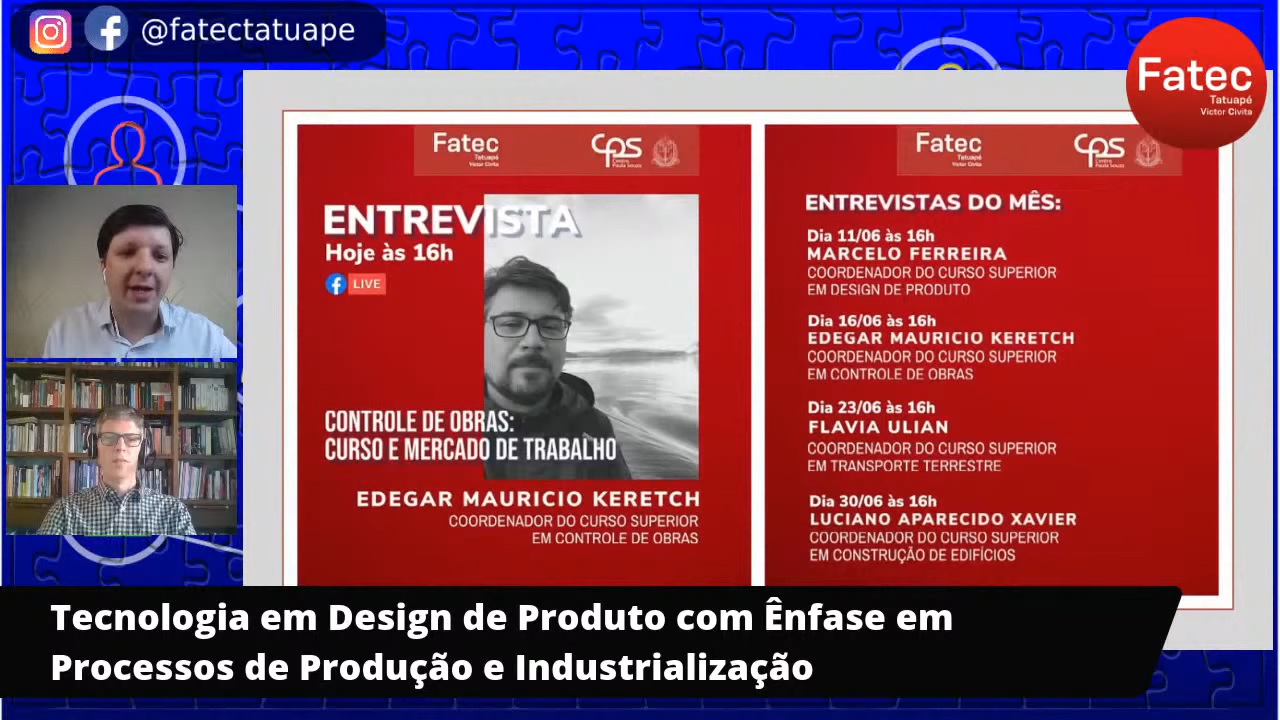 @fatectatuape
Fatec
Tatuapé
Victor Civita
Fatec
Tatuapé
Victor Civita
CPS
Centro
Paula Souza
ENTREVISTA
Hoje às 16h
LIVE
CONTROLE DE OBRAS:
CURSO E MERCADO DE TRABALHO
EDEGAR MAURICIO KERETCH
COORDENADOR DO CURSO SUPERIOR
EM CONTROLE DE OBRAS
Fatec
Tatuapé
Victor Civita
CPS
Centro
Paula Souza
ENTREVISTAS DO MÊS:
Dia 11/06 às 16h
MARCELO FERREIRA
COORDENADOR DO CURSO SUPERIOR
EM DESIGN DE PRODUTO
Dia 16/06 às 16h
EDEGAR MAURICIO KERETCH
COORDENADOR DO CURSO SUPERIOR
EM CONTROLE DE OBRAS
Dia 23/06 às 16h
FLAVIA ULIAN
COORDENADOR DO CURSO SUPERIOR
EM TRANSPORTE TERRESTRE
Dia 30/06 às 16h
LUCIANO APARECIDO XAVIER
COORDENADOR DO CURSO SUPERIOR
EM CONSTRUÇÃO DE EDIFÍCIOS
Tecnologia em Design de Produto com Ênfase em
Processos de Produção e Industrialização